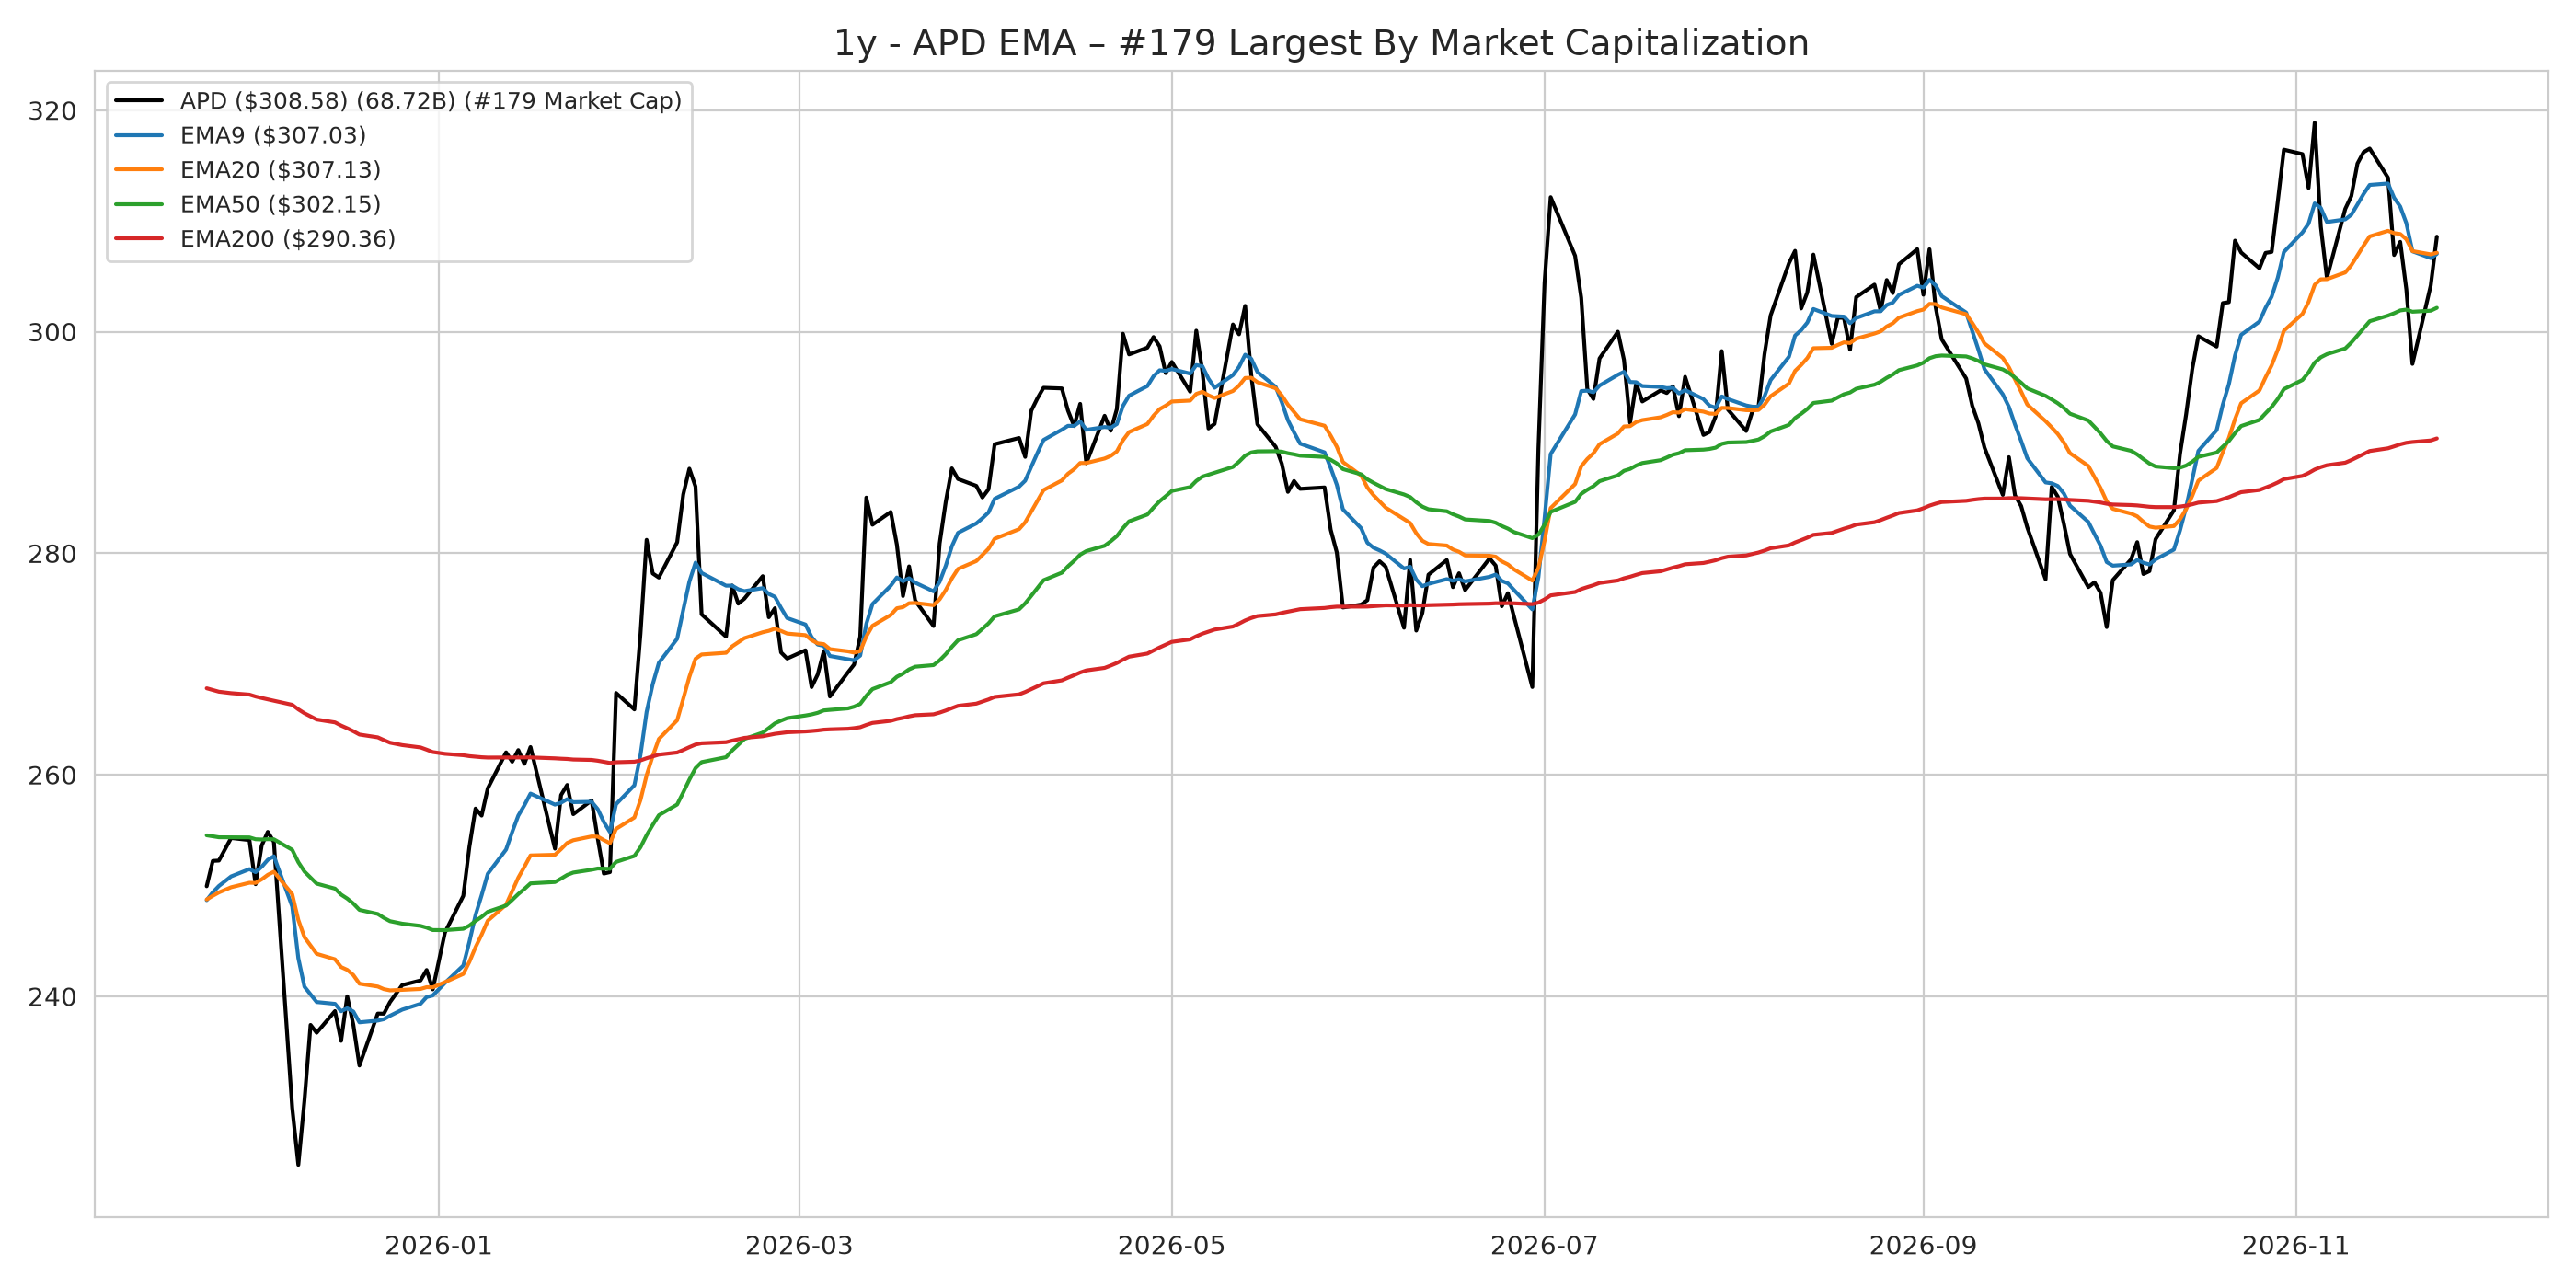 1y - APD EMA – #179 Largest By Market Capitalization
APD ($308.58) (68.72B) (#179 Market Cap)
EMA9 ($307.03)
EMA20 ($307.13)
EMA50 ($302.15)
EMA200 ($290.36)
320
300
280
260
240
2026-01
2026-03
2026-05
2026-07
2026-09
2026-11